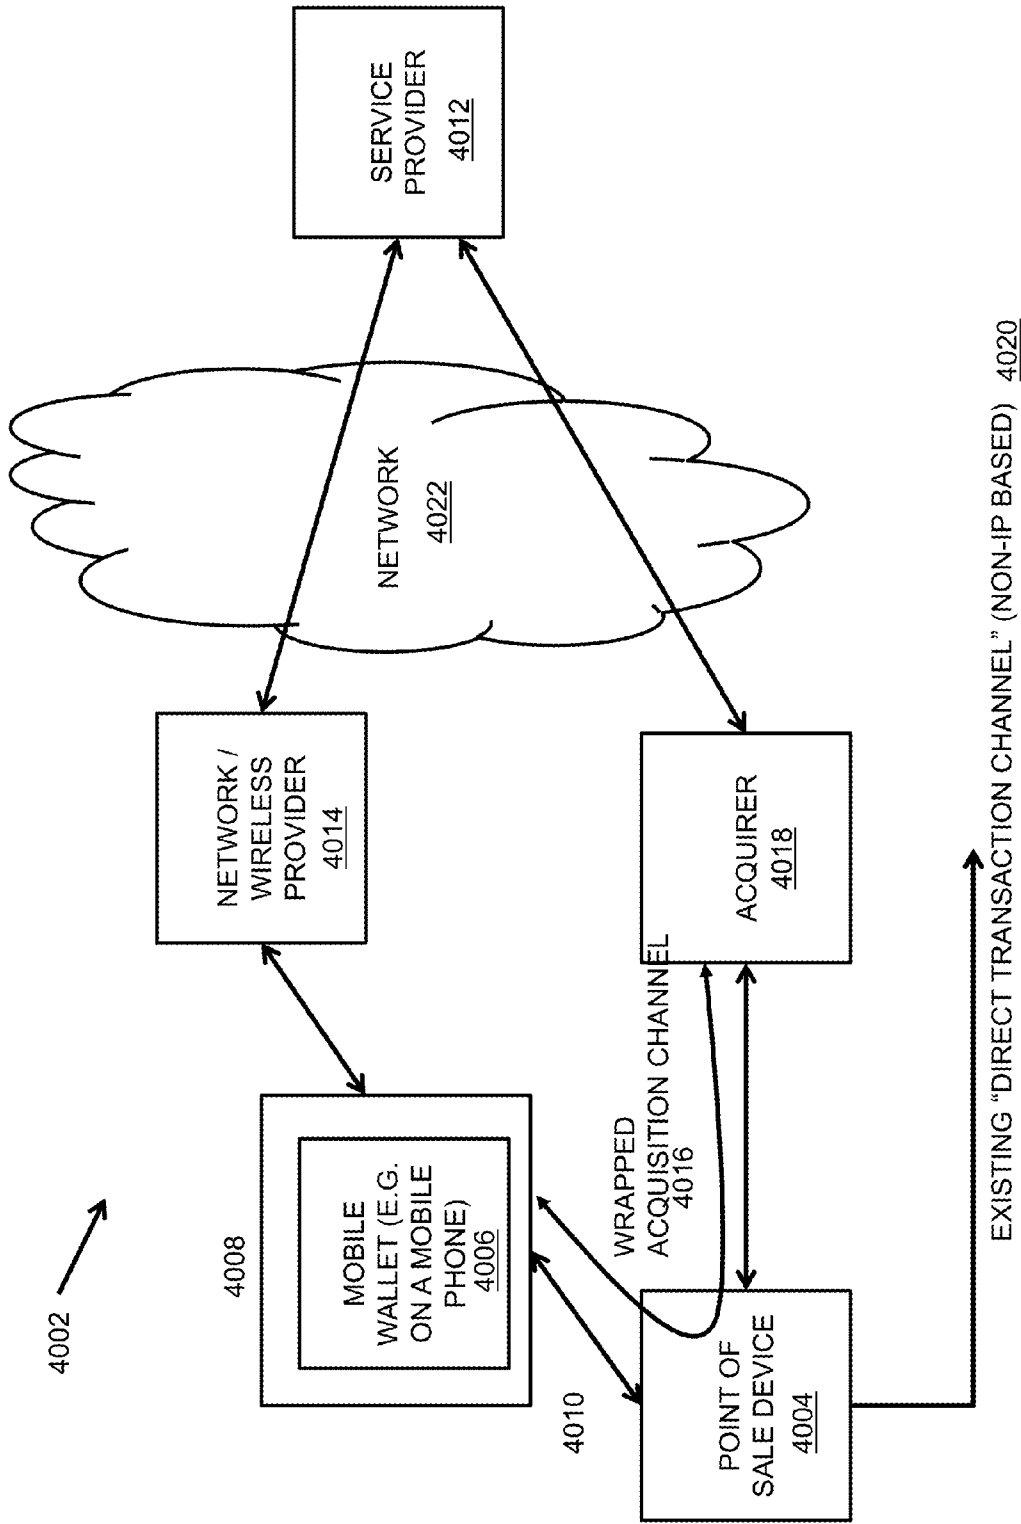 4002
4008
MOBILE
WALLET (E.G.
ON A MOBILE
PHONE)
4006
NETWORK /
WIRELESS
PROVIDER
4014
NETWORK
4022
SERVICE
PROVIDER
4012
4010
WRAPPED
ACQUISITION CHANNEL
4016
POINT OF
SALE DEVICE
4004
ACQUIRER
4018
EXISTING “DIRECT TRANSACTION CHANNEL” (NON-IP BASED) 4020